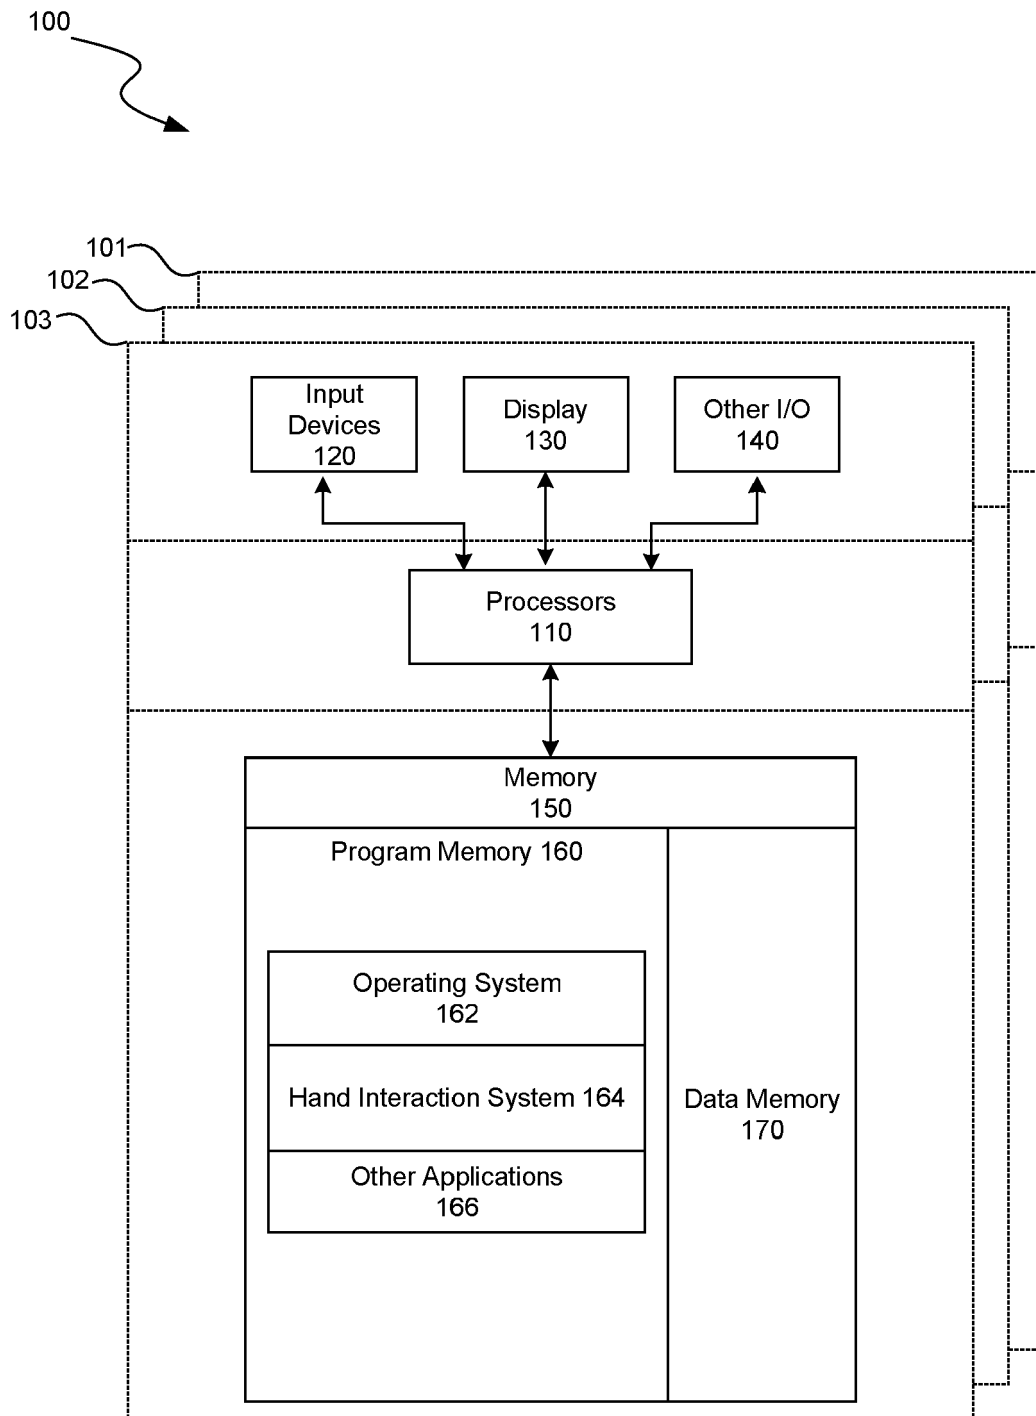 100
101
102
103
Input
Devices
120
Display
130
Other I/O
140
Processors
110
Memory
150
Program Memory 160
Operating System
162
Hand Interaction System 164
Other Applications
166
Data Memory
170